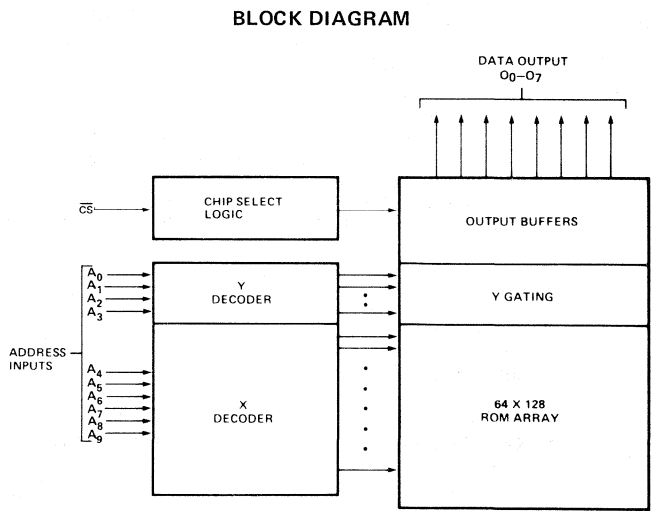 BLOCK DIAGRAM
DATA OUTPUT
O0–O7
CS
CHIP SELECT
LOGIC
OUTPUT BUFFERS
A0
A1
A2
A3
Y
DECODER
Y GATING
ADDRESS
INPUTS
A4
A5
A6
A7
A8
A9
X
DECODER
64 X 128
ROM ARRAY